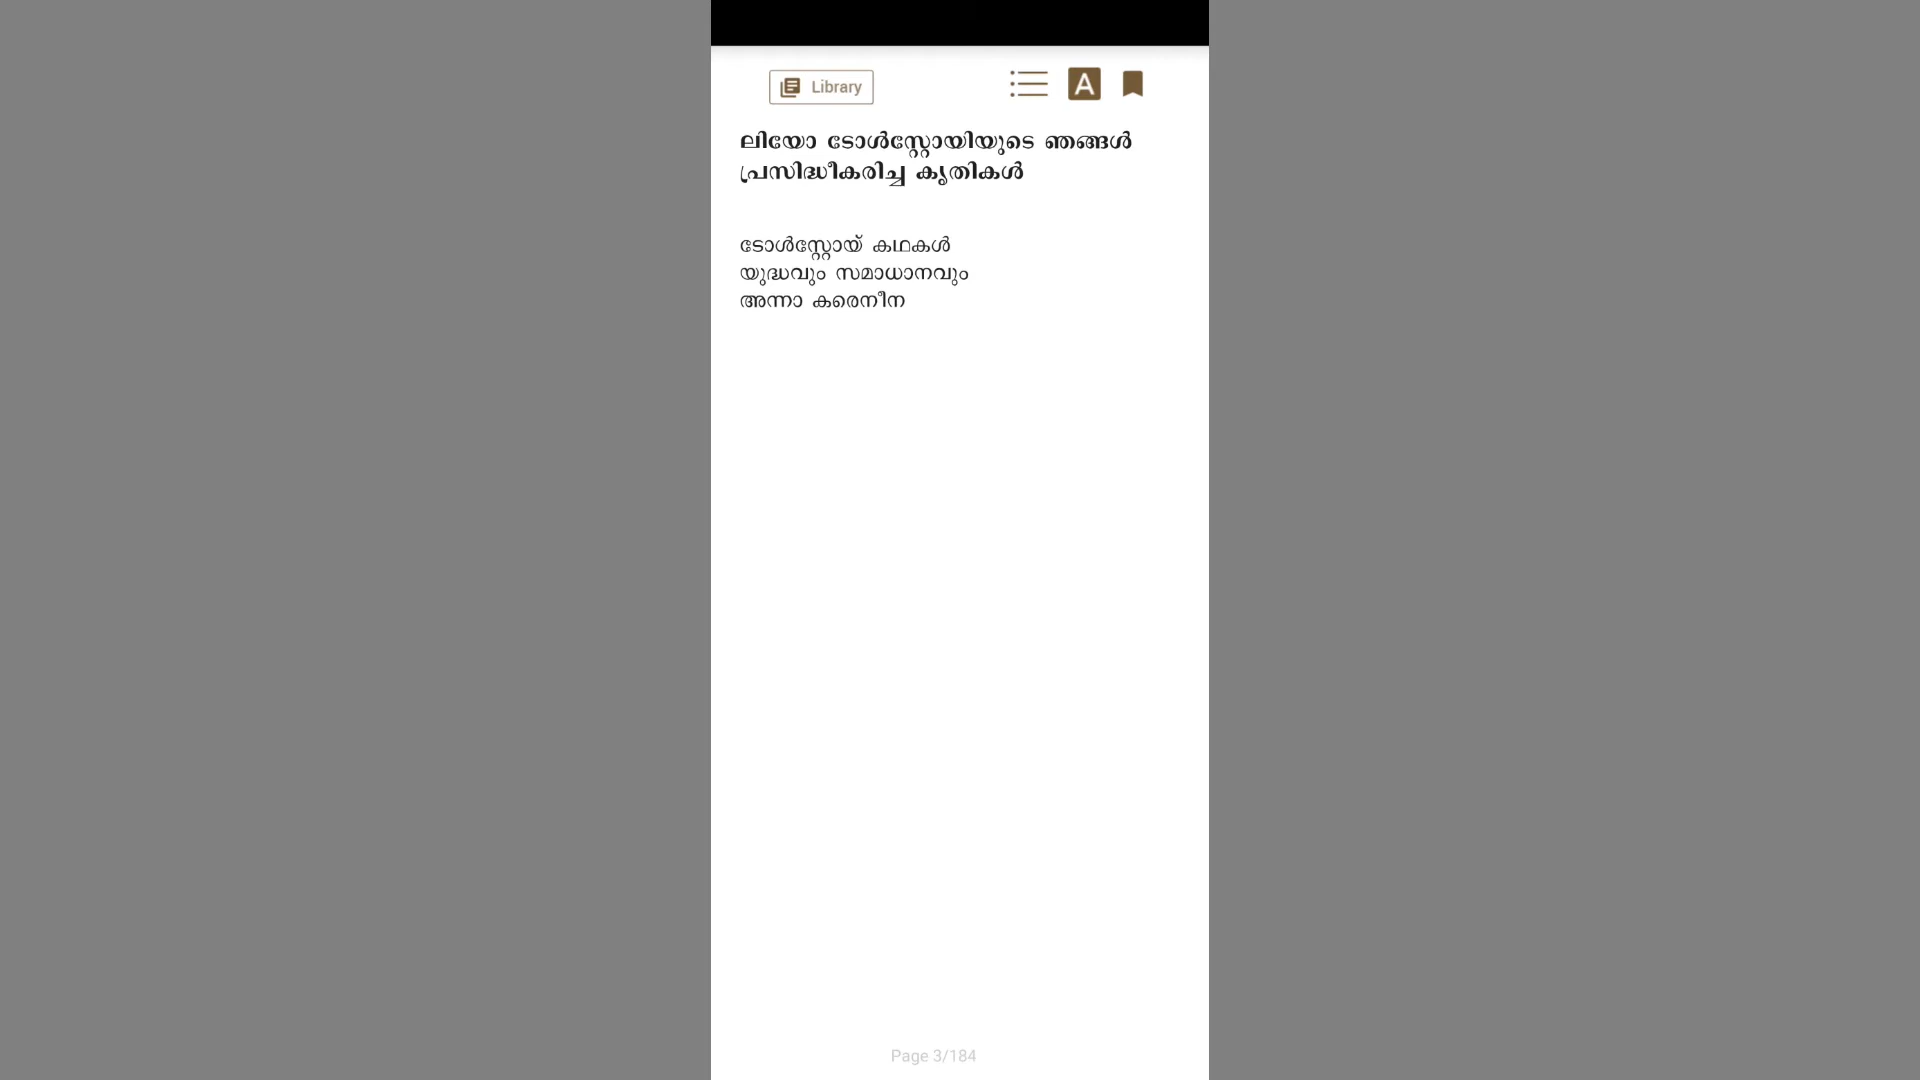 Library
A
ലിയോ ടോൾസ്റ്റോയിയുടെ ഞങ്ങൾ
പ്രസിദ്ധീകരിച്ച കൃതികൾ
ടോൾസ്റ്റോയ് കഥകൾ
യുദ്ധവും സമാധാനവും
അന്നാ കരെനീന
Page 3/184